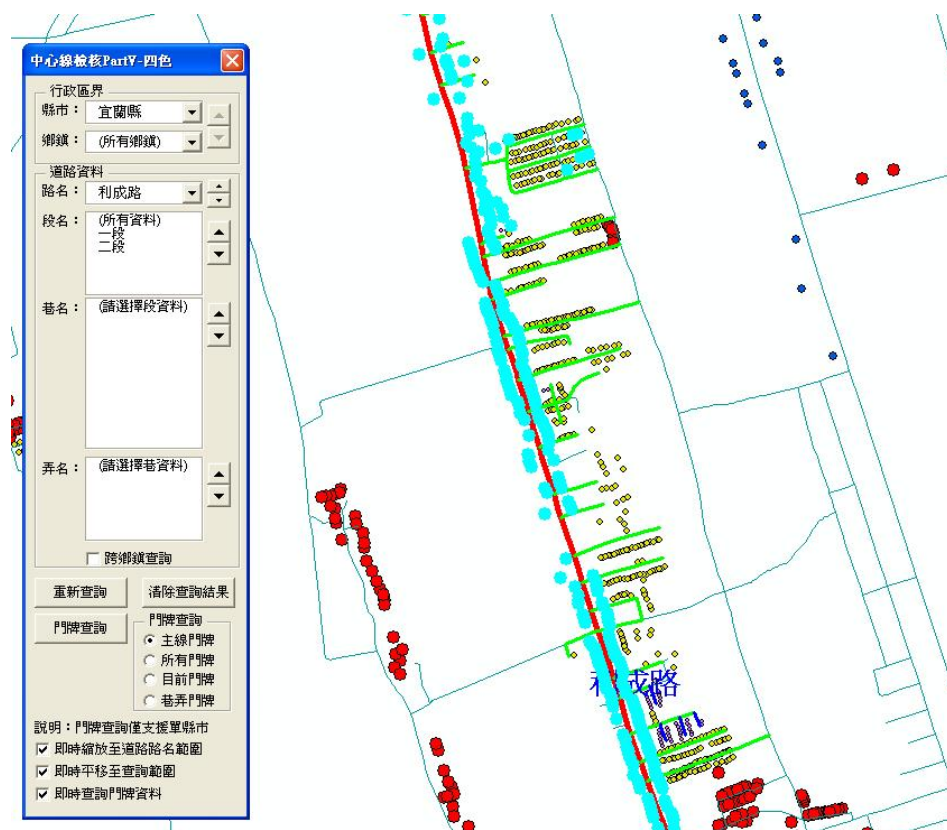 中心線檢核PartV-四色
行政區界
縣市： 宜蘭縣
鄉鎮： (所有鄉鎮)
道路資料
路名： 利成路
段名： (所有資料)
一段
二段
巷名： (請選擇段資料)
弄名： (請選擇巷資料)
跨鄉鎮查詢
重新查詢 清除查詢結果
門牌查詢 門牌查詢
主線門牌
所有門牌
目前門牌
巷弄門牌
說明：門牌查詢僅支援單縣市
即時縮放至道路路名範圍
即時平移至查詢範圍
即時查詢門牌資料
利成路